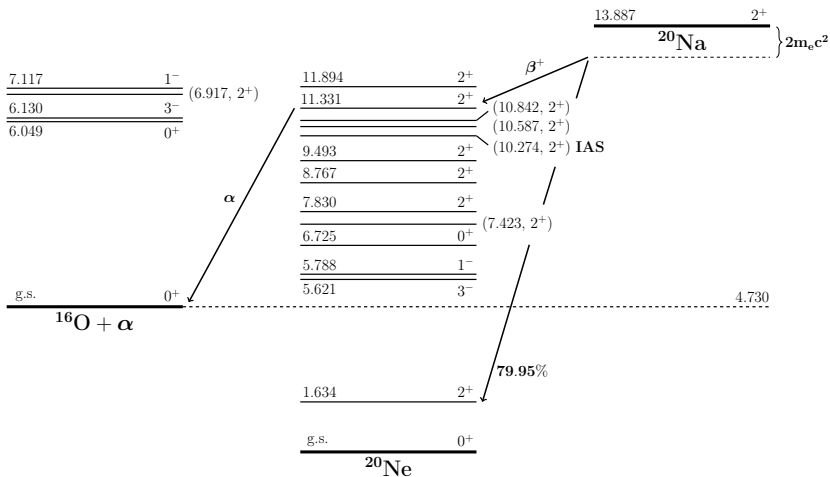 13.887 2⁺
²⁰Na
2mₑc²
β⁺
7.117 1⁻
(6.917, 2⁺)
6.130 3⁻
6.049 0⁺
11.894 2⁺
11.331 2⁺
(10.842, 2⁺)
(10.587, 2⁺)
(10.274, 2⁺) IAS
9.493 2⁺
8.767 2⁺
α
7.830 2⁺
(7.423, 2⁺)
6.725 0⁺
5.788 1⁻
5.621 3⁻
g.s. 0⁺
4.730
¹⁶O + α
79.95%
1.634 2⁺
g.s. 0⁺
²⁰Ne